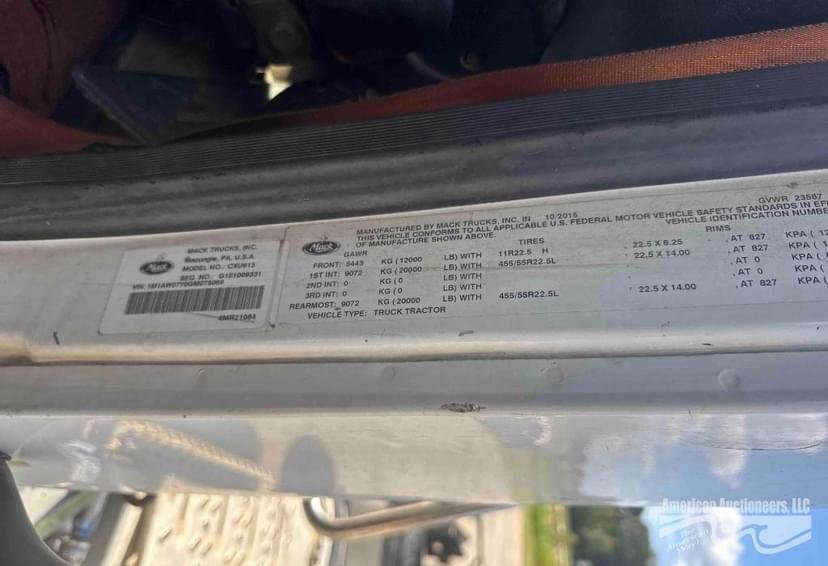 MACK TRUCKS, INC.
Macungie, PA, U.S.A.
Mack
MODEL NO.: CXU613
SEQ. NO.: G151009331
4MR21084
Mack
MANUFACTURED BY MACK TRUCKS, INC. IN 10/2015
GVWR 23587
THIS VEHICLE CONFORMS TO ALL APPLICABLE U.S. FEDERAL MOTOR VEHICLE SAFETY STANDARDS IN EF
OF MANUFACTURE SHOWN ABOVE.
VEHICLE IDENTIFICATION NUMBE
GAWR TIRES RIMS
FRONT: 5443 KG (12000 LB) WITH 11R22.5 H 22.5 X 8.25 , AT 827 KPA ( 12
1ST INT: 9072 KG (20000 LB) WITH 455/55R22.5L 22.5 X 14.00 , AT 827 KPA ( 1
2ND INT: 0 KG ( 0 LB) WITH , AT 0 KPA (
3RD INT: 0 KG ( 0 LB) WITH , AT 0 KPA (
REARMOST: 9072 KG (20000 LB) WITH 455/55R22.5L 22.5 X 14.00 , AT 827 KPA (
VEHICLE TYPE: TRUCK TRACTOR
American Auctioneers, LLC